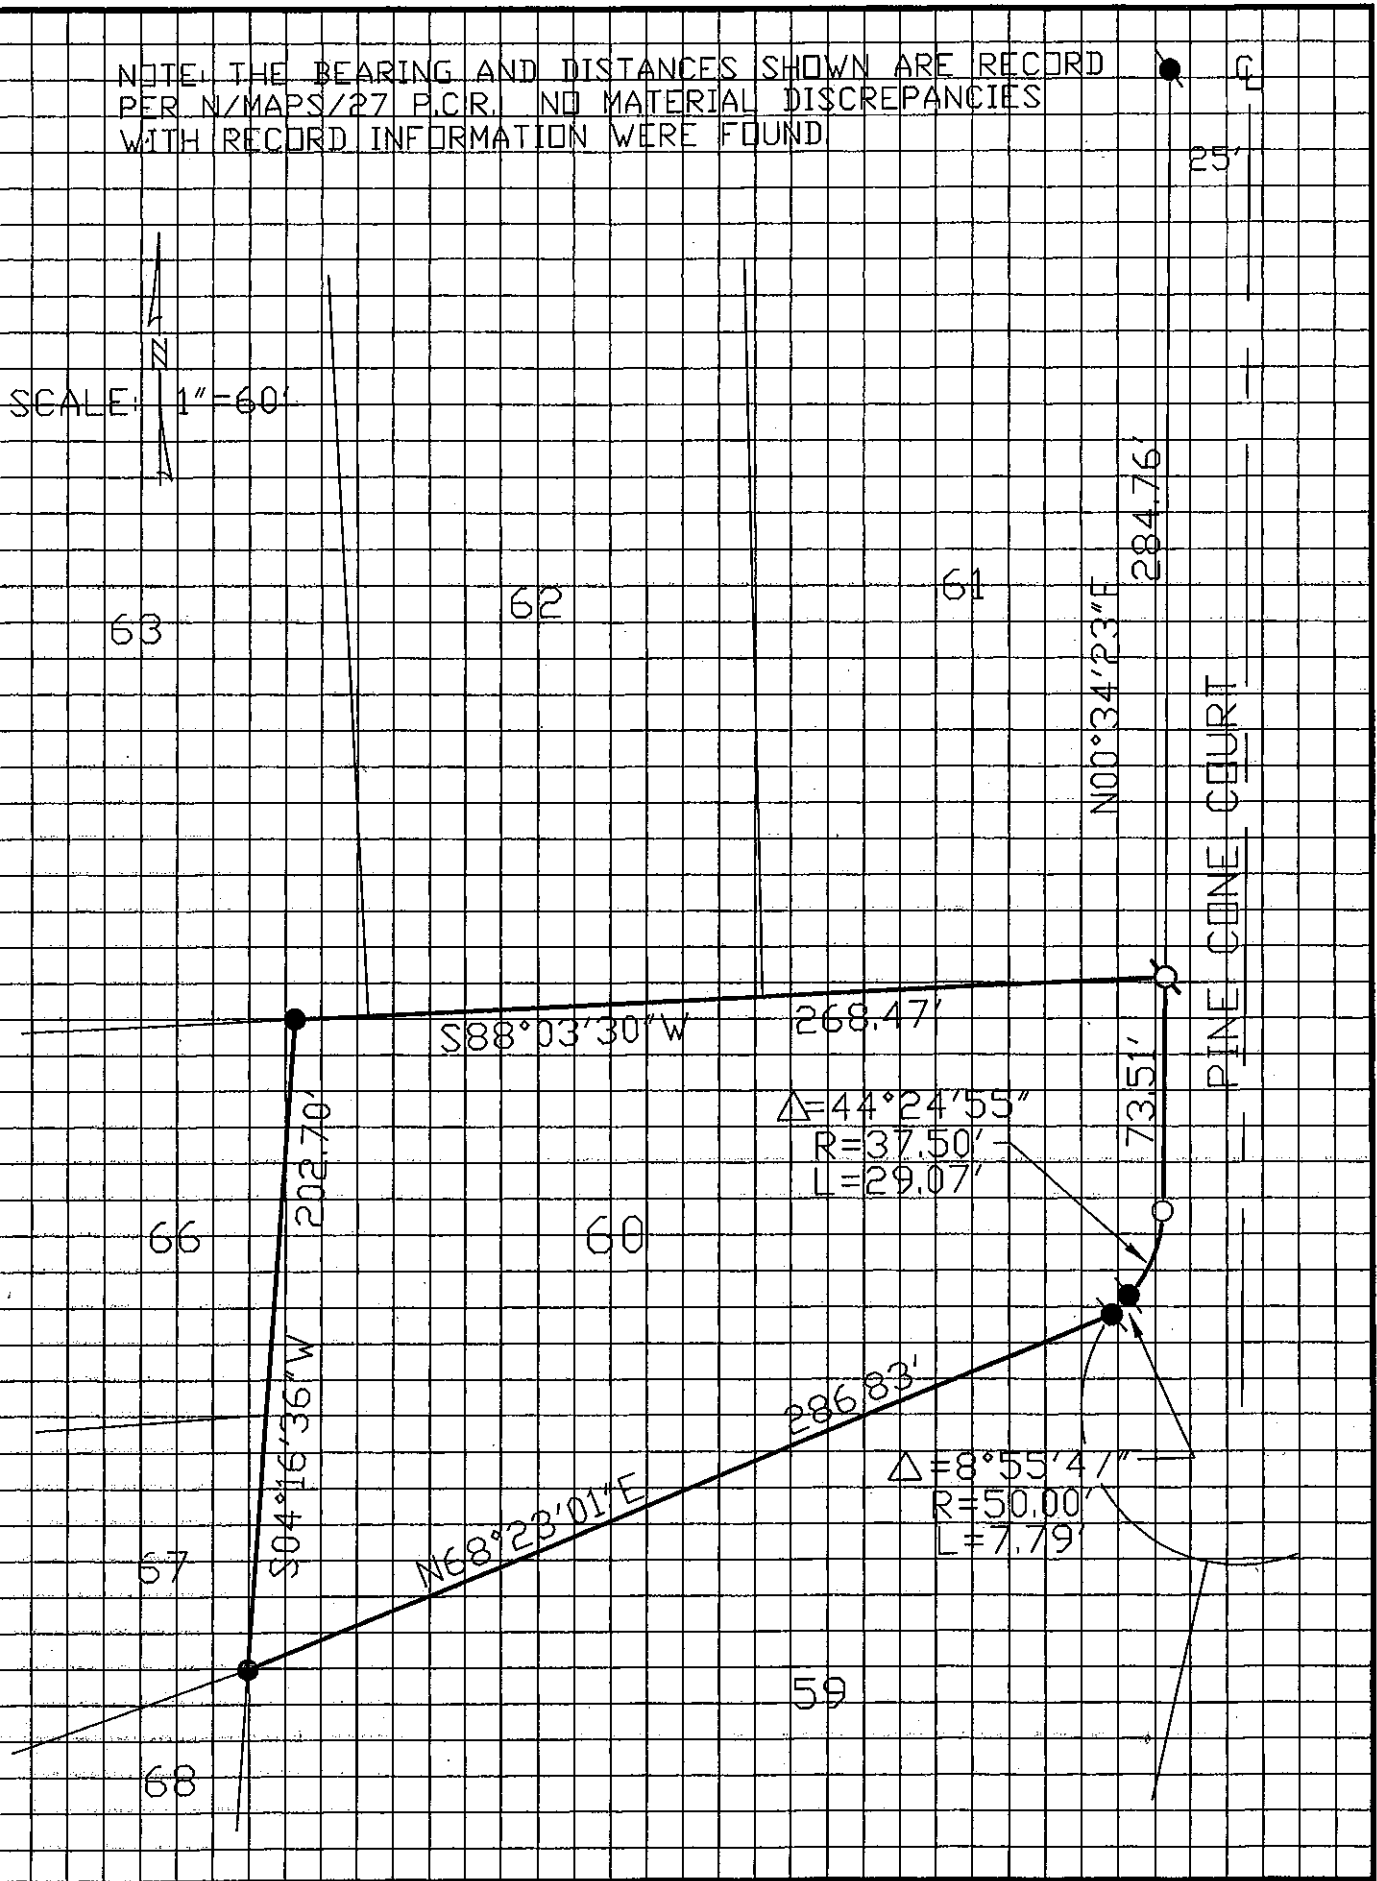 NOTE: THE BEARING AND DISTANCES SHOWN ARE RECORD
PER N/MAPS/27 P.C.R. NO MATERIAL DISCREPANCIES
WITH RECORD INFORMATION WERE FOUND.
℄
25'
N
SCALE: 1"=60'
284.76'
N00°34'23"E
61
62
63
PINE CONE COURT
S88°03'30"W
268.47'
73.51'
202.70'
Δ=44°24'55"
R=37.50'
L=29.07'
66
60
S04°16'36"W
286.83'
N68°23'01"E
Δ=8°55'47"
R=50.00'
L=7.79'
67
59
68